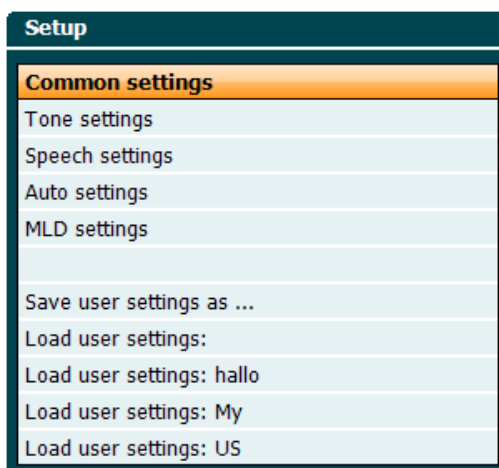 Setup
Common settings
Tone settings
Speech settings
Auto settings
MLD settings
Save user settings as ...
Load user settings:
Load user settings: hallo
Load user settings: My
Load user settings: US